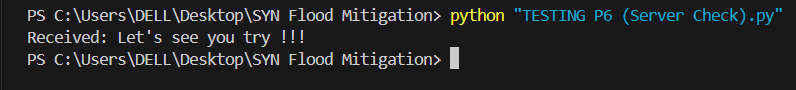 PS C:\Users\DELL\Desktop\SYN Flood Mitigation> python "TESTING P6 (Server Check).py"
Received: Let's see you try !!!
PS C:\Users\DELL\Desktop\SYN Flood Mitigation>